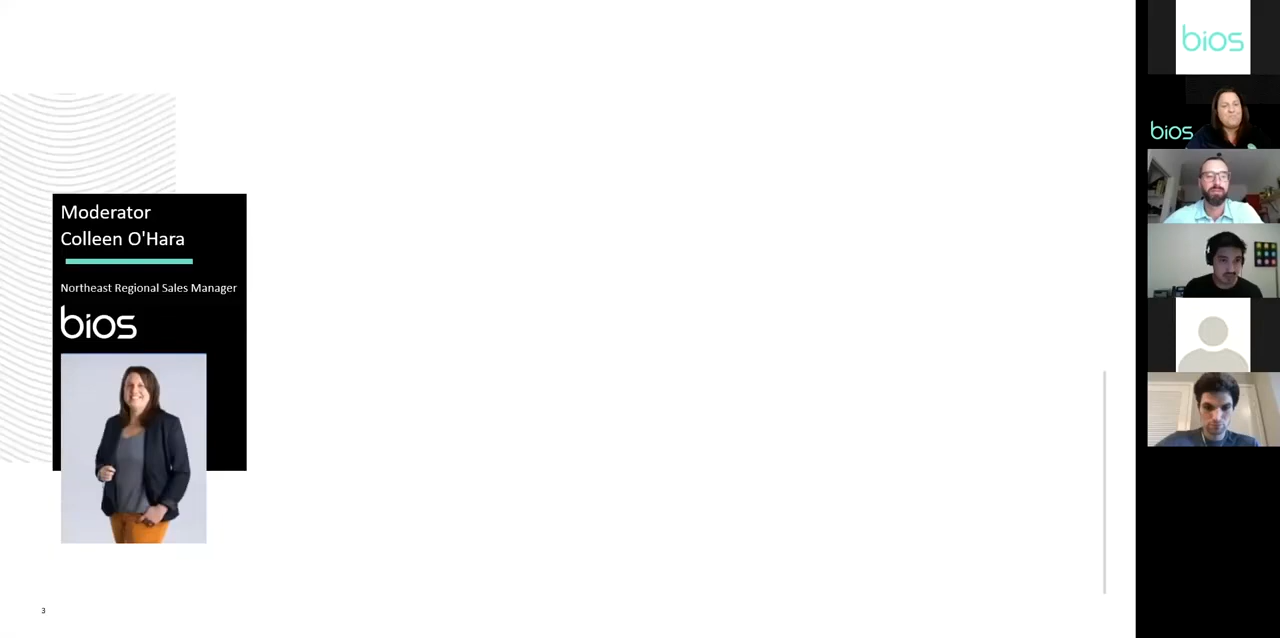 Moderator
Colleen O'Hara
Northeast Regional Sales Manager
bios
3
bios
bios